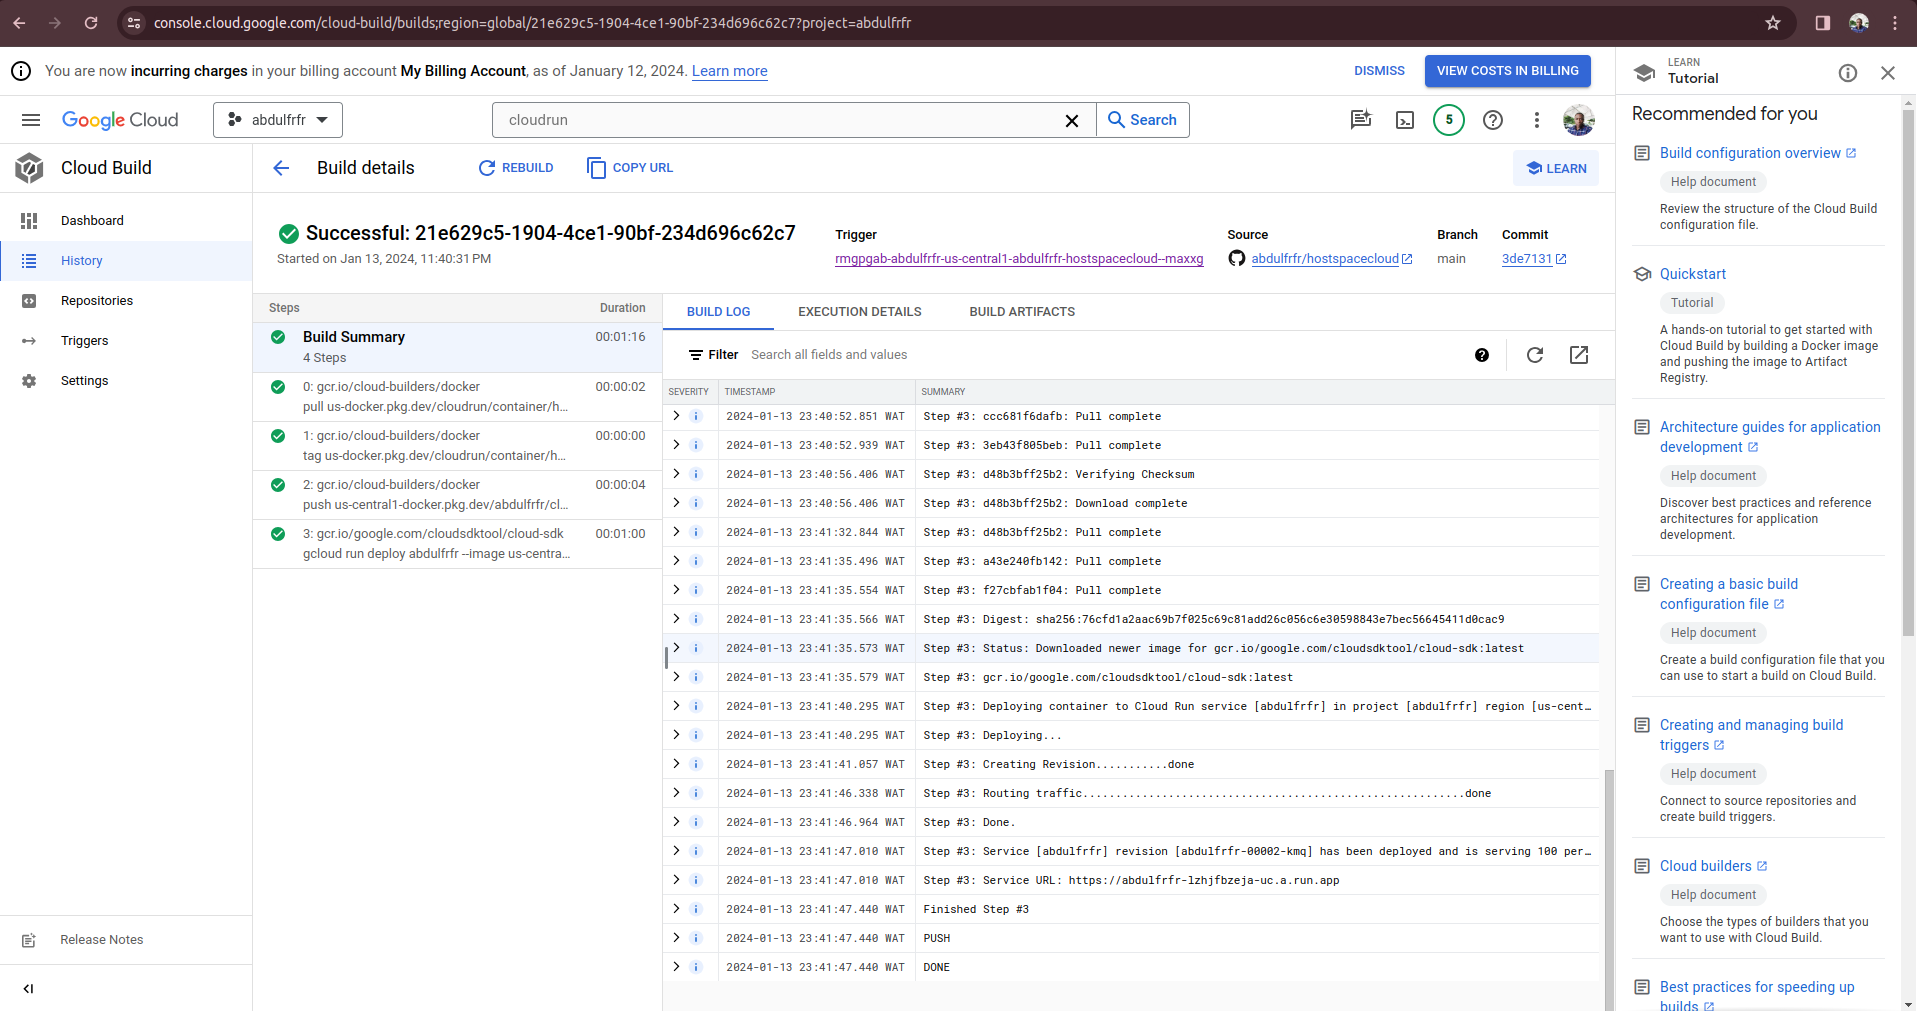 console.cloud.google.com/cloud-build/builds;region=global/21e629c5-1904-4ce1-90bf-234d696c62c7?project=abdulfrfr
You are now incurring charges in your billing account My Billing Account, as of January 12, 2024. Learn more
DISMISS
VIEW COSTS IN BILLING
Google Cloud
abdulfrfr
cloudrun
Search
5
Cloud Build
Dashboard
History
Repositories
Triggers
Settings
Release Notes
Build details
REBUILD
COPY URL
LEARN
Successful: 21e629c5-1904-4ce1-90bf-234d696c62c7
Started on Jan 13, 2024, 11:40:31 PM
Trigger
rmgpgab-abdulfrfr-us-central1-abdulfrfr-hostspacecloud--maxxg
Source
abdulfrfr/hostspacecloud
Branch
main
Commit
3de7131
Steps Duration
Build Summary 00:01:16
4 Steps
0: gcr.io/cloud-builders/docker 00:00:02
pull us-docker.pkg.dev/cloudrun/container/h...
1: gcr.io/cloud-builders/docker 00:00:00
tag us-docker.pkg.dev/cloudrun/container/h...
2: gcr.io/cloud-builders/docker 00:00:04
push us-central1-docker.pkg.dev/abdulfrfr/cl...
3: gcr.io/google.com/cloudsdktool/cloud-sdk 00:01:00
gcloud run deploy abdulfrfr --image us-centra...
BUILD LOG EXECUTION DETAILS BUILD ARTIFACTS
Filter Search all fields and values
SEVERITY TIMESTAMP SUMMARY
2024-01-13 23:40:52.851 WAT Step #3: ccc681f6dafb: Pull complete
2024-01-13 23:40:52.939 WAT Step #3: 3eb43f805beb: Pull complete
2024-01-13 23:40:56.406 WAT Step #3: d48b3bff25b2: Verifying Checksum
2024-01-13 23:40:56.406 WAT Step #3: d48b3bff25b2: Download complete
2024-01-13 23:41:32.844 WAT Step #3: d48b3bff25b2: Pull complete
2024-01-13 23:41:35.496 WAT Step #3: a43e240fb142: Pull complete
2024-01-13 23:41:35.554 WAT Step #3: f27cbfab1f04: Pull complete
2024-01-13 23:41:35.566 WAT Step #3: Digest: sha256:76cfd1a2aac69b7f025c69c81add26c056c6e30598843e7bec56645411d0cac9
2024-01-13 23:41:35.573 WAT Step #3: Status: Downloaded newer image for gcr.io/google.com/cloudsdktool/cloud-sdk:latest
2024-01-13 23:41:35.579 WAT Step #3: gcr.io/google.com/cloudsdktool/cloud-sdk:latest
2024-01-13 23:41:40.295 WAT Step #3: Deploying container to Cloud Run service [abdulfrfr] in project [abdulfrfr] region [us-cent...
2024-01-13 23:41:40.295 WAT Step #3: Deploying...
2024-01-13 23:41:41.057 WAT Step #3: Creating Revision...........done
2024-01-13 23:41:46.338 WAT Step #3: Routing traffic..........................................................done
2024-01-13 23:41:46.964 WAT Step #3: Done.
2024-01-13 23:41:47.010 WAT Step #3: Service [abdulfrfr] revision [abdulfrfr-00002-kmq] has been deployed and is serving 100 per...
2024-01-13 23:41:47.010 WAT Step #3: Service URL: https://abdulfrfr-lzhjfbzeja-uc.a.run.app
2024-01-13 23:41:47.440 WAT Finished Step #3
2024-01-13 23:41:47.440 WAT PUSH
2024-01-13 23:41:47.440 WAT DONE
LEARN
Tutorial
Recommended for you
Build configuration overview
Help document
Review the structure of the Cloud Build
configuration file.
Quickstart
Tutorial
A hands-on tutorial to get started with
Cloud Build by building a Docker image
and pushing the image to Artifact
Registry.
Architecture guides for application
development
Help document
Discover best practices and reference
architectures for application
development.
Creating a basic build
configuration file
Help document
Create a build configuration file that you
can use to start a build on Cloud Build.
Creating and managing build
triggers
Help document
Connect to source repositories and
create build triggers.
Cloud builders
Help document
Choose the types of builders that you
want to use with Cloud Build.
Best practices for speeding up
builds